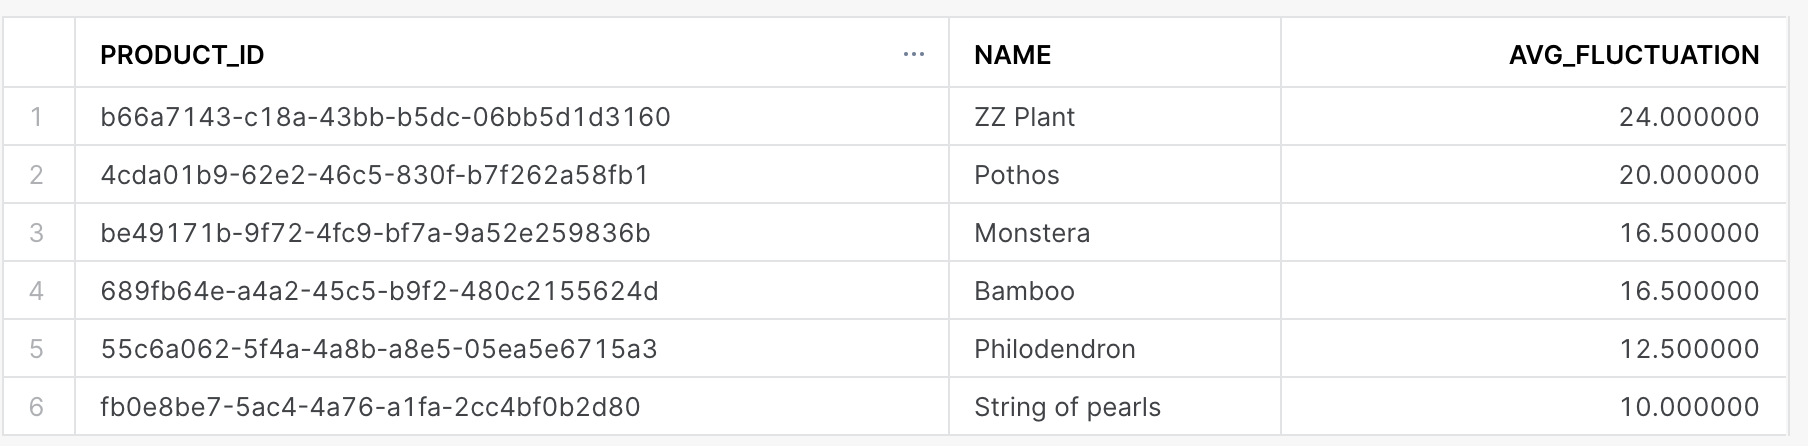 PRODUCT_ID ... NAME AVG_FLUCTUATION
1 b66a7143-c18a-43bb-b5dc-06bb5d1d3160 ZZ Plant 24.000000
2 4cda01b9-62e2-46c5-830f-b7f262a58fb1 Pothos 20.000000
3 be49171b-9f72-4fc9-bf7a-9a52e259836b Monstera 16.500000
4 689fb64e-a4a2-45c5-b9f2-480c2155624d Bamboo 16.500000
5 55c6a062-5f4a-4a8b-a8e5-05ea5e6715a3 Philodendron 12.500000
6 fb0e8be7-5ac4-4a76-a1fa-2cc4bf0b2d80 String of pearls 10.000000